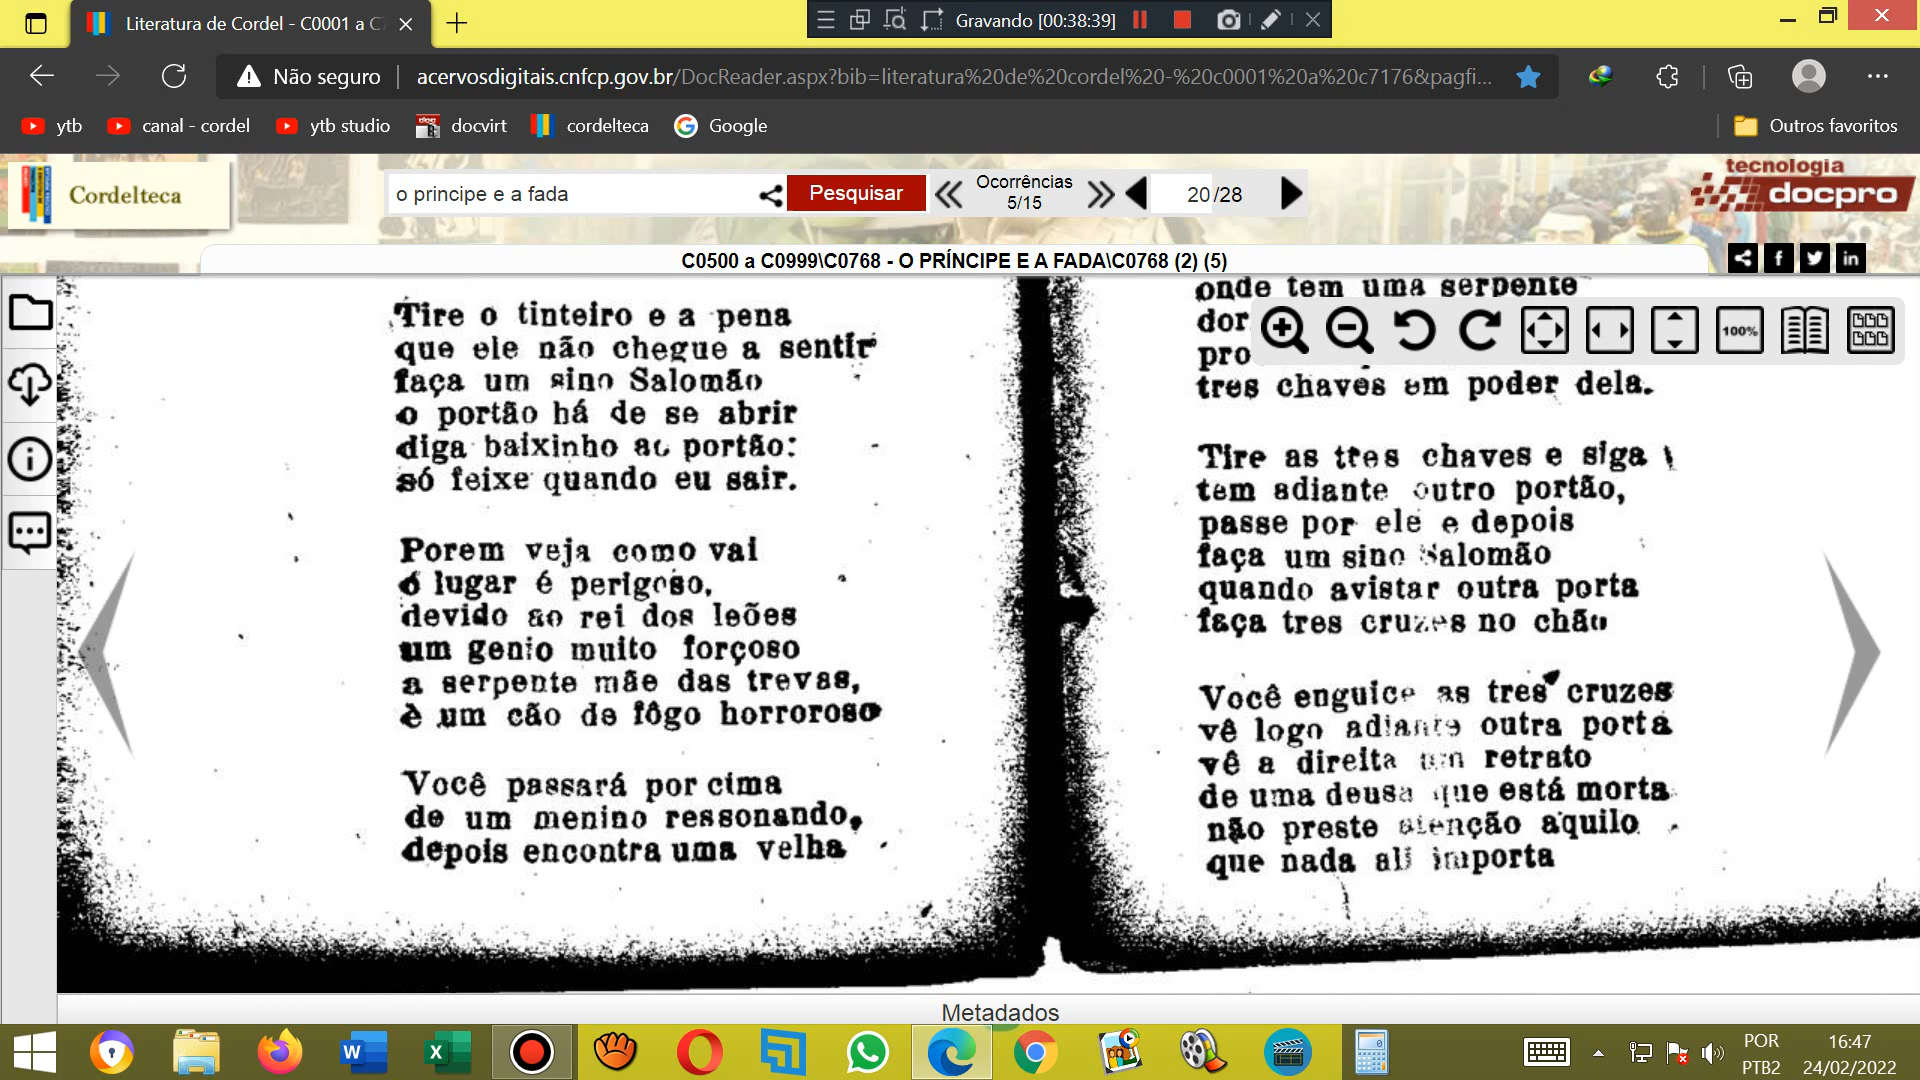 Literatura de Cordel - C0001 a C7
Gravando [00:38:39]
Não seguro
acervosdigitais.cnfcp.gov.br/DocReader.aspx?bib=literatura%20de%20cordel%20-%20c0001%20a%20c7176&pagfi...
ytb
canal - cordel
ytb studio
docvirt
cordelteca
Google
Outros favoritos
Cordelteca
o principe e a fada
Pesquisar
Ocorrências
5/15
20 /28
tecnologia
docpro
C0500 a C0999\C0768 - O PRÍNCIPE E A FADA\C0768 (2) (5)
100%
Tire o tinteiro e a pena
que ele não chegue a sentir
faça um sino Salomão
o portão há de se abrir
diga baixinho ao portão:
só feixe quando eu sair.
Porem veja como vai
ó lugar é perigoso,
devido ao rei dos leões
um genio muito forçoso
a serpente mãe das trevas,
è um cão de fôgo horroroso
Você passará por cima
de um menino ressonando,
depois encontra uma velha
onde tem uma serpente
dor
pro
tres chaves em poder dela.
Tire as tres chaves e siga
tem adiante outro portão,
passe por ele e depois
faça um sino Salomão
quando avistar outra porta
faça tres cruzes no chão
Você enguice as tres cruzes
vê logo adiante outra porta
vê a direita um retrato
de uma deusa que está morta
não preste atenção aquilo
que nada ali importa
Metadados
POR
PTB2
16:47
24/02/2022